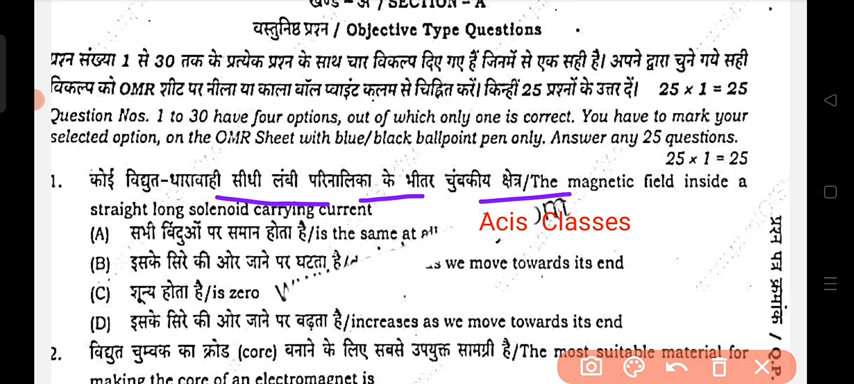 खण्ड - अ / SECTION - A
वस्तुनिष्ठ प्रश्न / Objective Type Questions
प्रश्न संख्या 1 से 30 तक के प्रत्येक प्रश्न के साथ चार विकल्प दिए गए हैं जिनमें से एक सही है। अपने द्वारा चुने गये सही
विकल्प को OMR शीट पर नीला या काला बॉल प्वाइंट कलम से चिह्नित करें। किन्हीं 25 प्रश्नों के उत्तर दें। 25 × 1 = 25
Question Nos. 1 to 30 have four options, out of which only one is correct. You have to mark your
selected option, on the OMR Sheet with blue/black ballpoint pen only. Answer any 25 questions.
25 × 1 = 25
1. कोई विद्युत-धारावाही सीधी लंबी परिनालिका के भीतर चुंबकीय क्षेत्र/The magnetic field inside a
straight long solenoid carrying current
Acis Classes
(A) सभी विंदुओं पर समान होता है/is the same at all
(B) इसके सिरे की ओर जाने पर घटता है/ as we move towards its end
(C) शून्य होता है/is zero
(D) इसके सिरे की ओर जाने पर बढ़ता है/increases as we move towards its end
2. विद्युत चुम्बक का क्रोड (core) बनाने के लिए सबसे उपयुक्त सामग्री है/The most suitable material for
making the core of an electromagnet is
प्रश्न पत्र क्रमांक / Q.P.